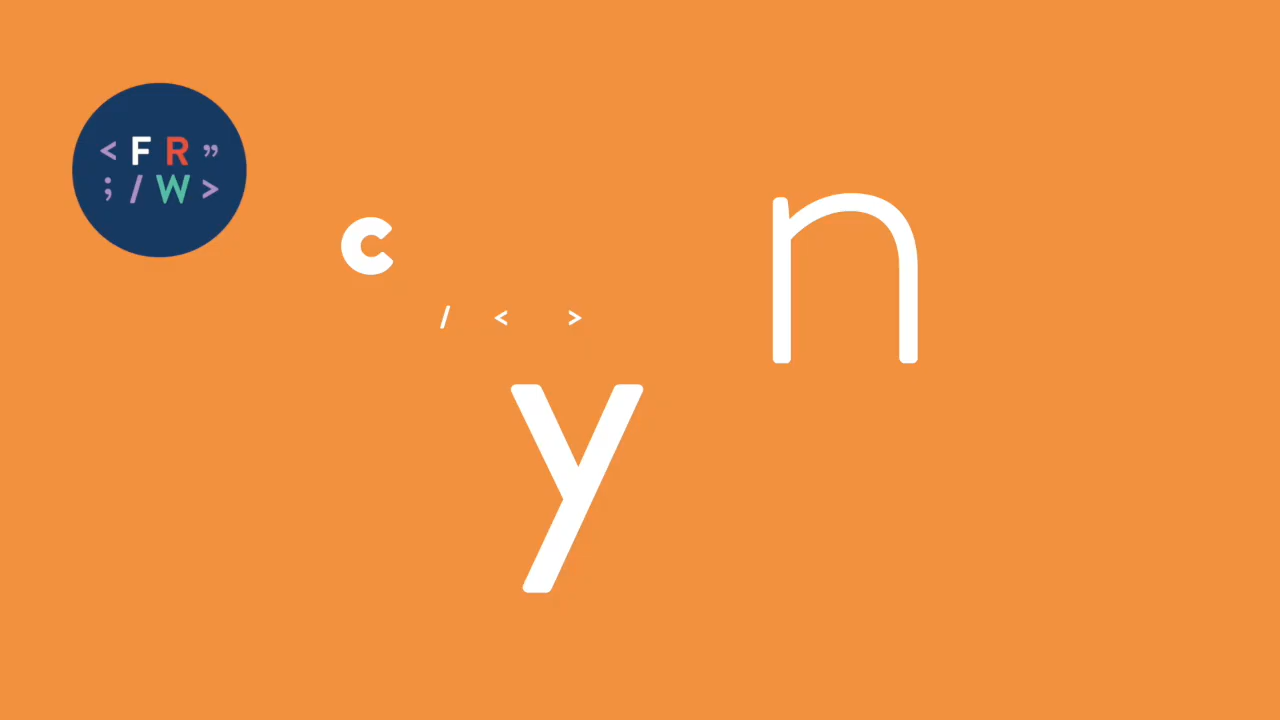 < F R ”
; / W >
c
n
/ < >
y